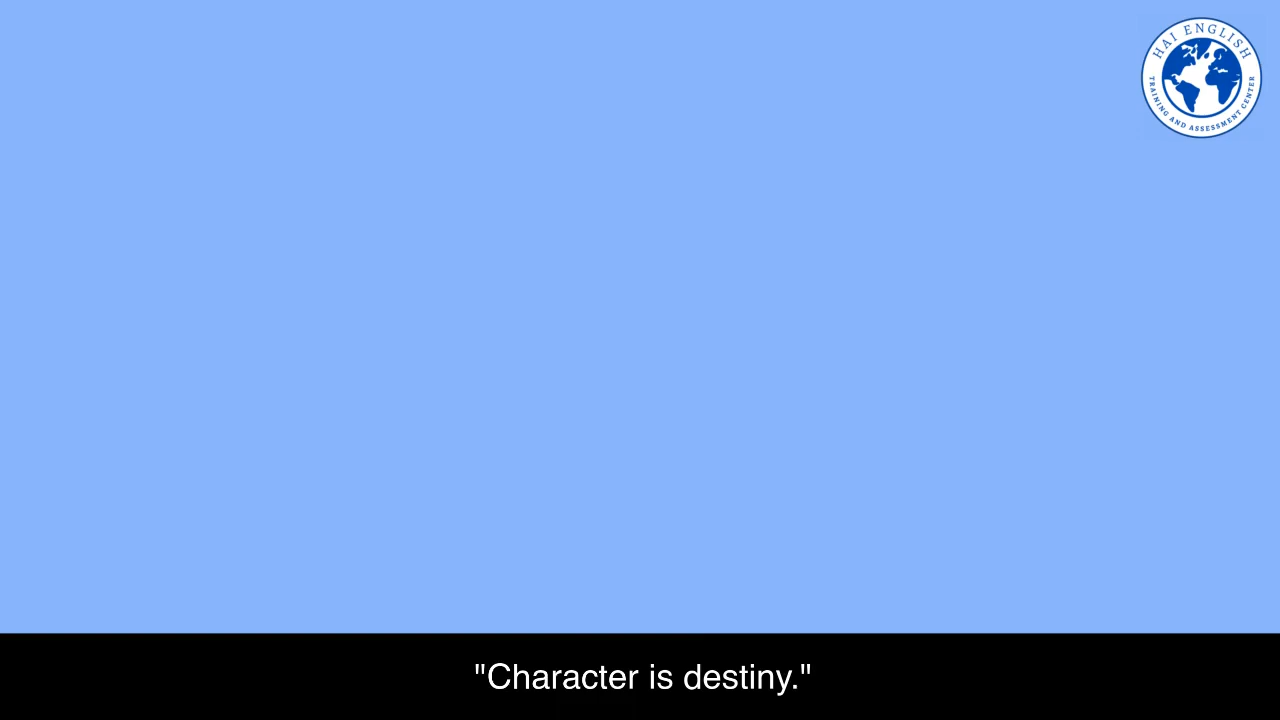 HAI ENGLISH
TRAINING AND ASSESSMENT CENTER
"Character is destiny."